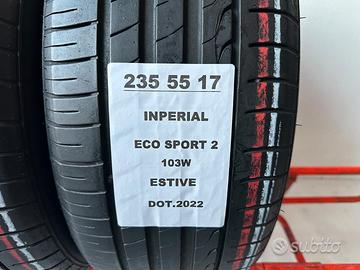 235 55 17
INPERIAL
ECO SPORT 2
103W
ESTIVE
DOT.2022
subito